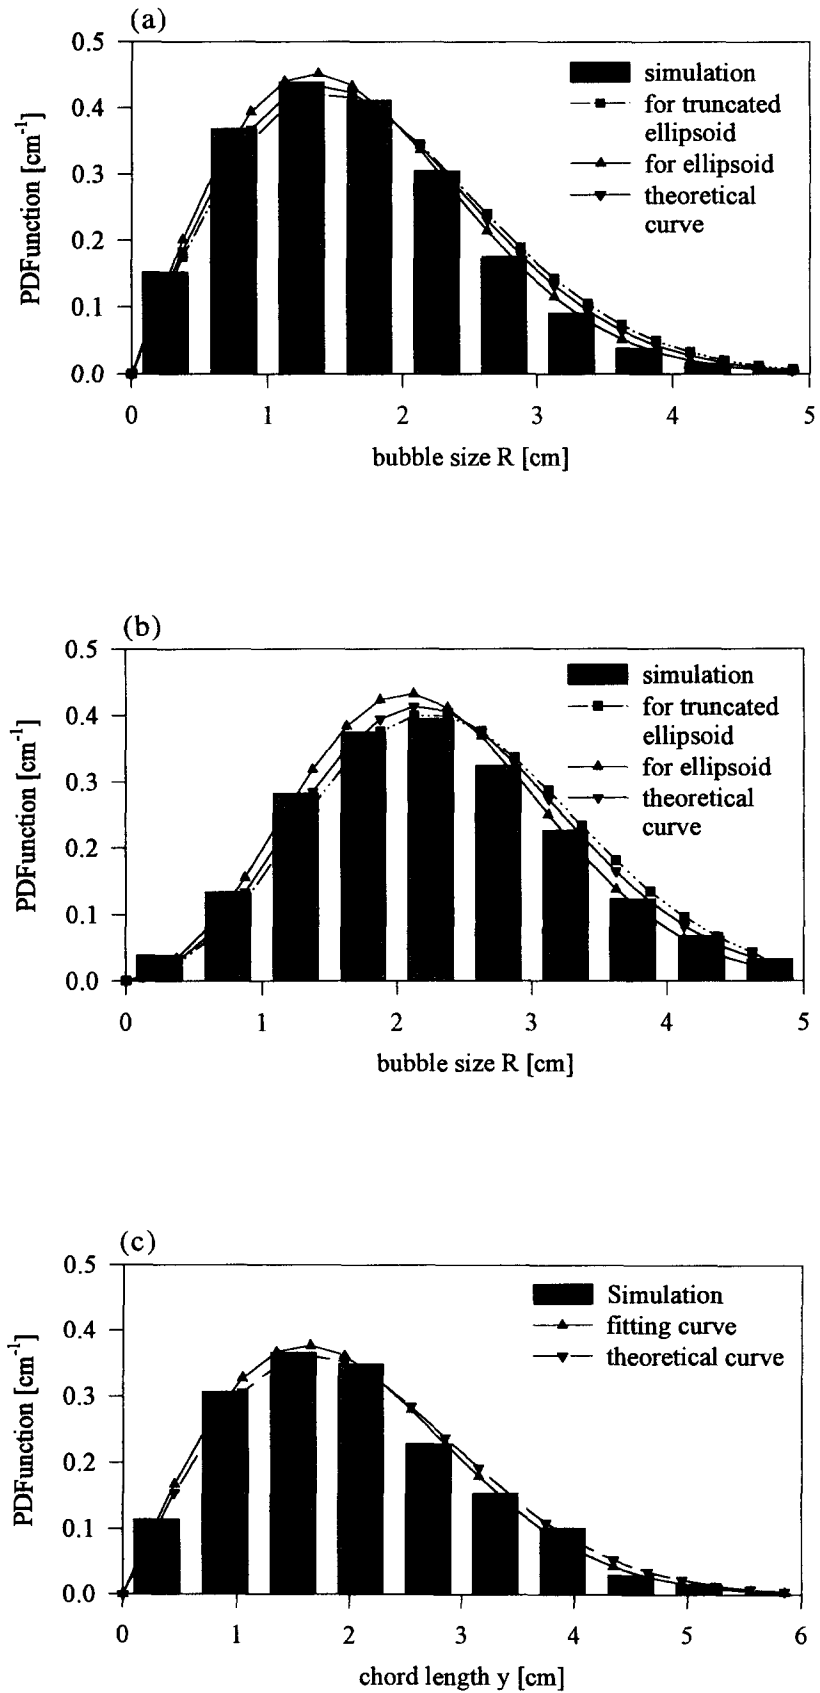 (a)
0.5
0.4
0.3
0.2
0.1
0.0
PDFunction [cm-1]
simulation
for truncated
ellipsoid
for ellipsoid
theoretical
curve
0 1 2 3 4 5
bubble size R [cm]
(b)
0.5
0.4
0.3
0.2
0.1
0.0
PDFunction [cm-1]
simulation
for truncated
ellipsoid
for ellipsoid
theoretical
curve
0 1 2 3 4 5
bubble size R [cm]
(c)
0.5
0.4
0.3
0.2
0.1
0.0
PDFunction [cm-1]
Simulation
fitting curve
theoretical curve
0 1 2 3 4 5 6
chord length y [cm]